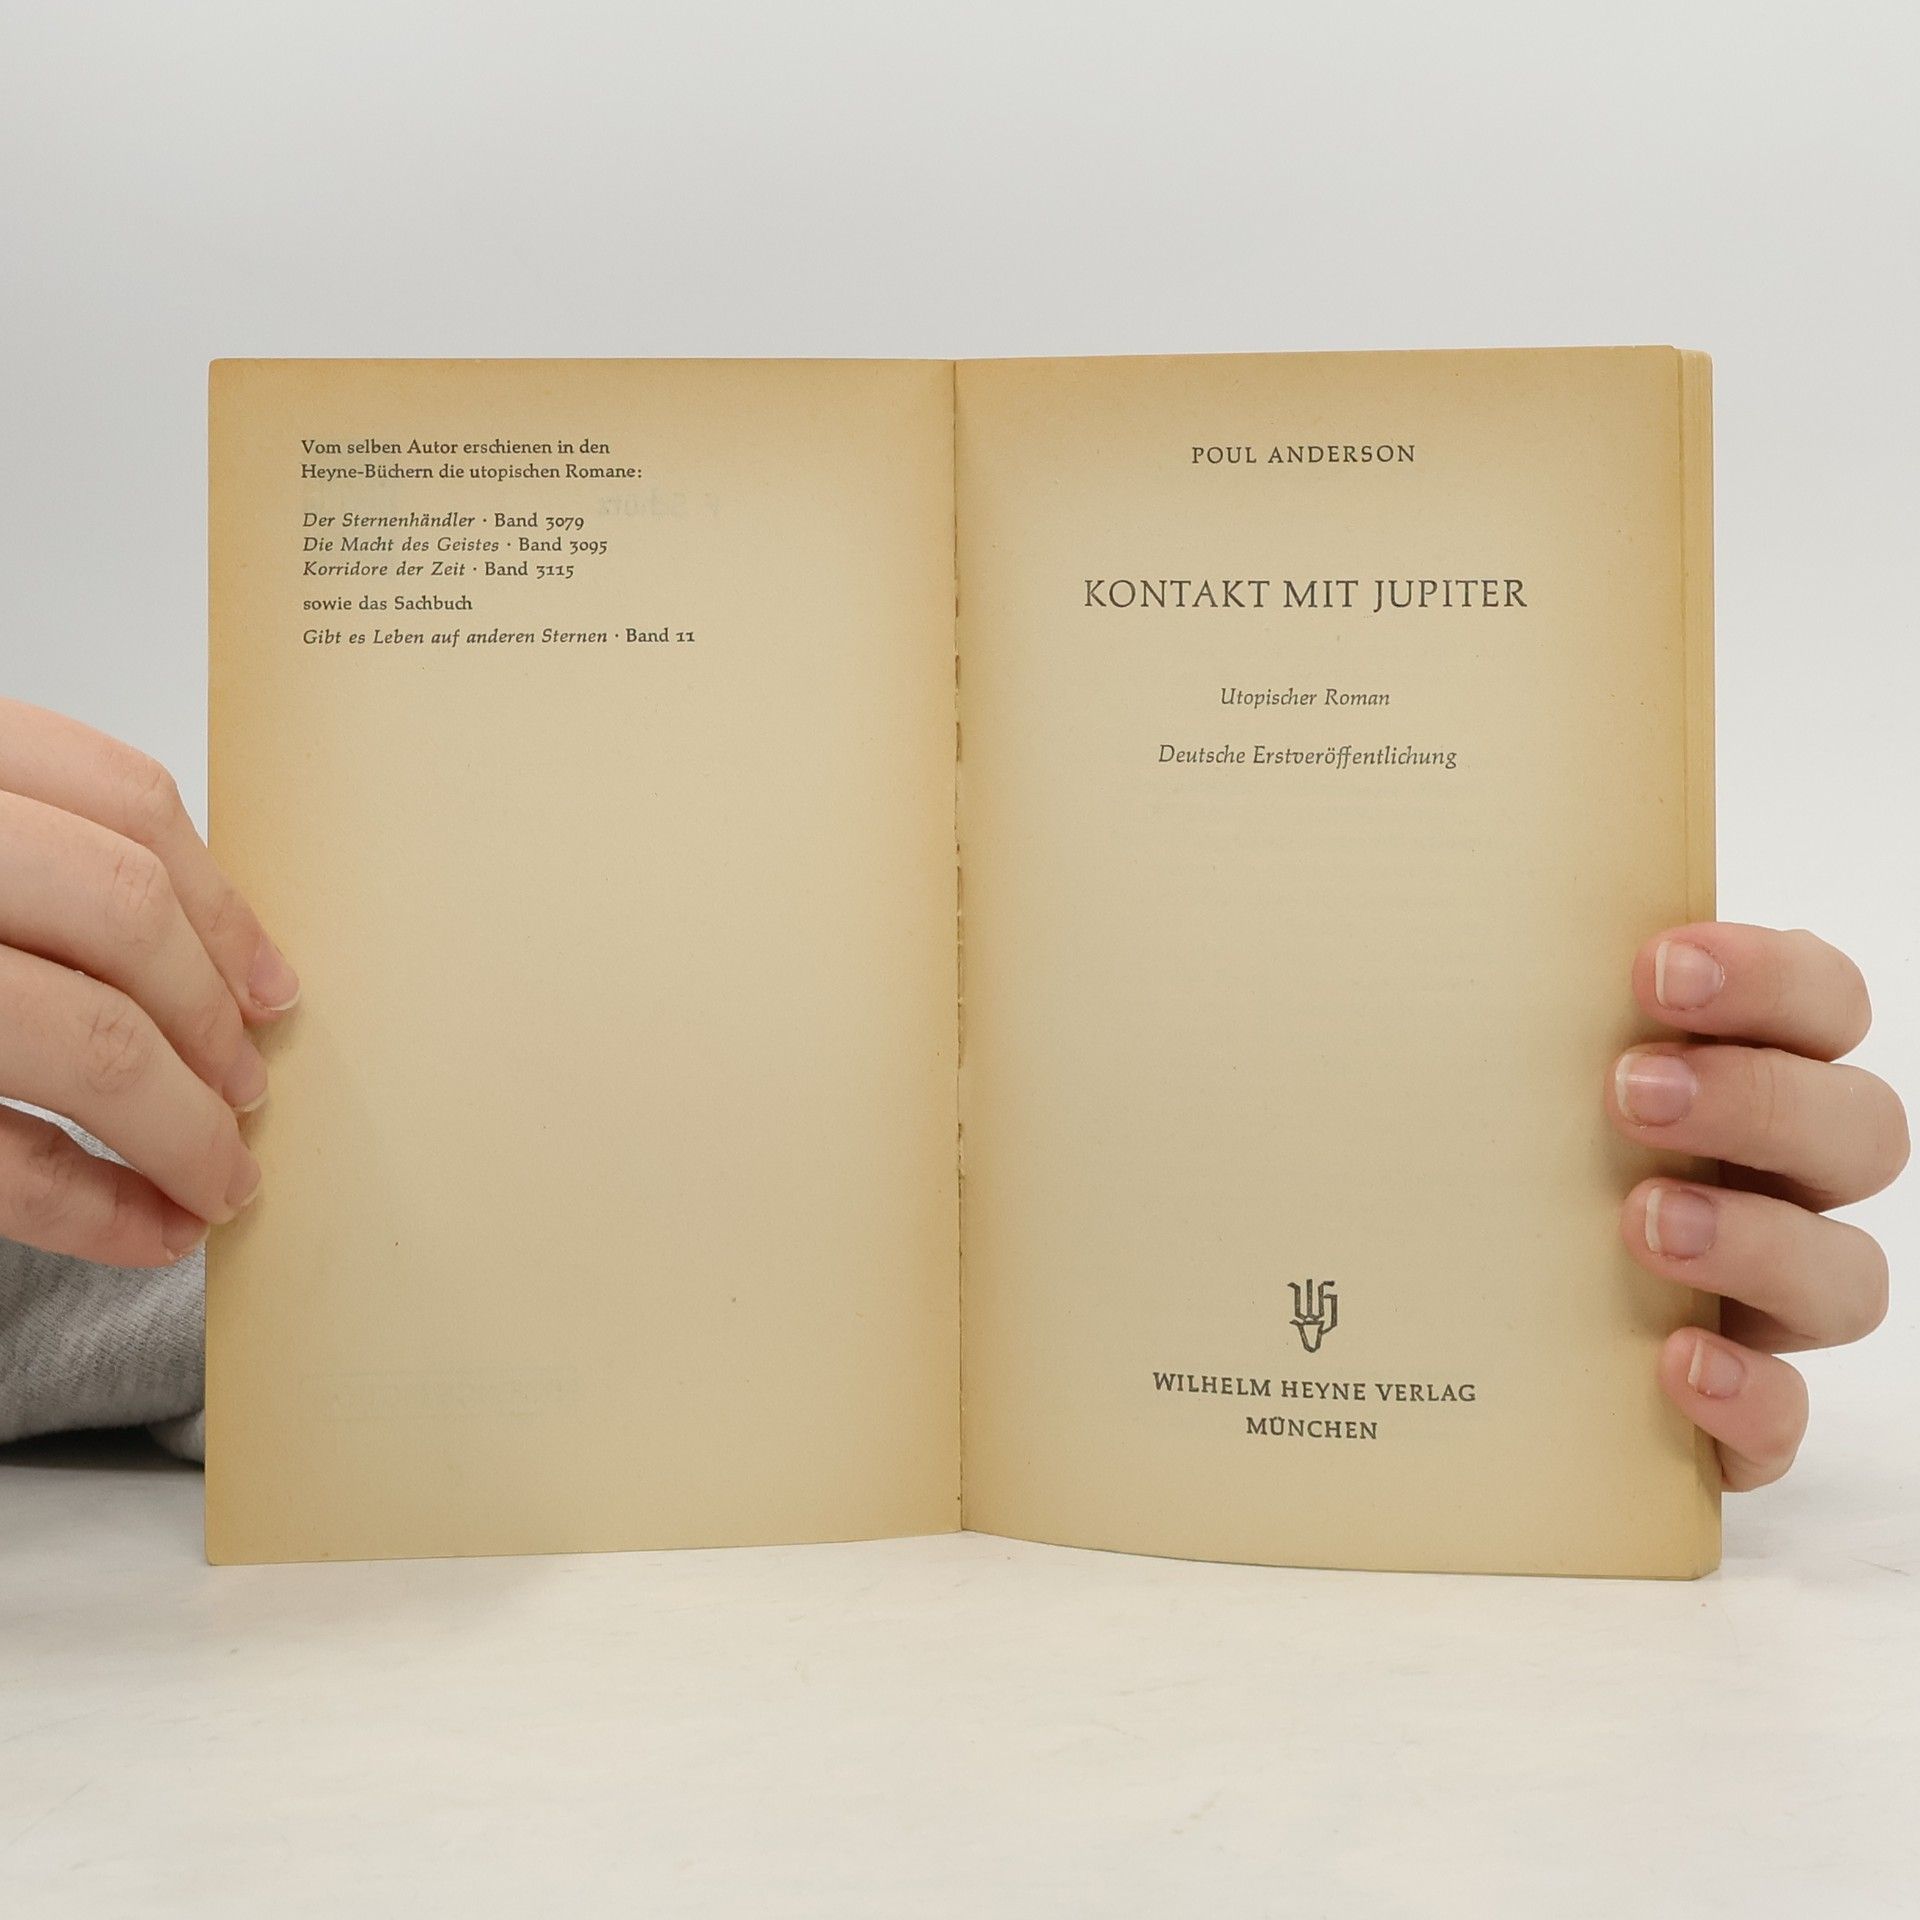 Vom selben Autor erschienen in den
Heyne-Büchern die utopischen Romane:
Der Sternenhändler · Band 3079
Die Macht des Geistes · Band 3095
Korridore der Zeit · Band 3115
sowie das Sachbuch
Gibt es Leben auf anderen Sternen · Band 11
POUL ANDERSON
KONTAKT MIT JUPITER
Utopischer Roman
Deutsche Erstveröffentlichung
WILHELM HEYNE VERLAG
MÜNCHEN